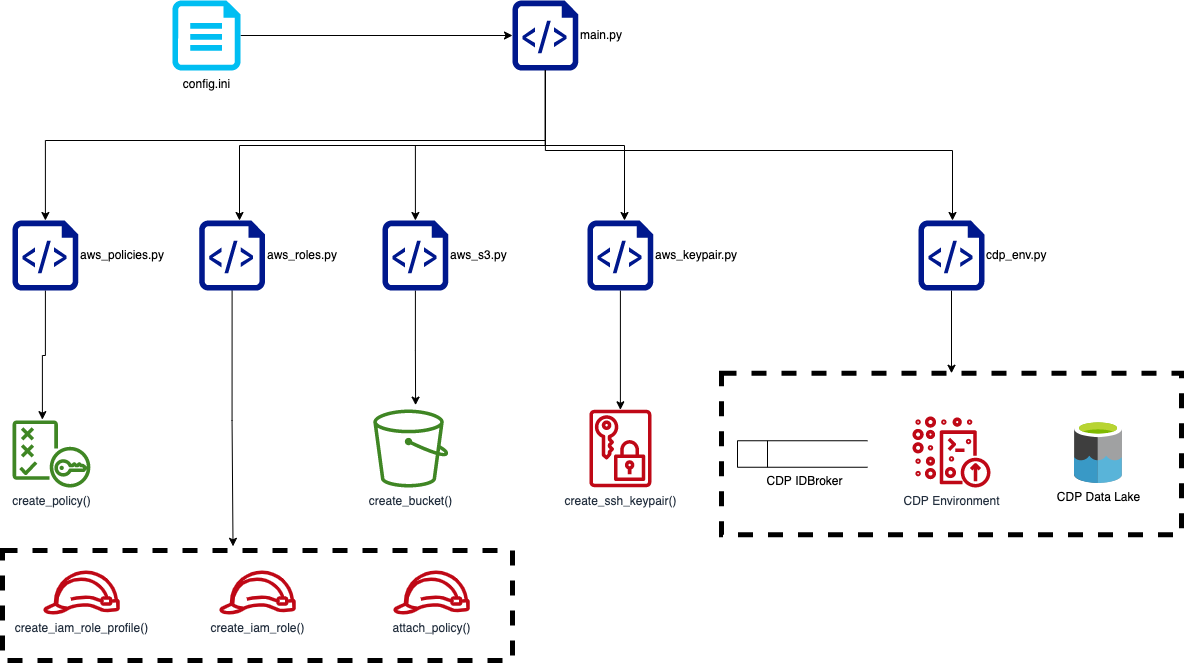 config.ini
main.py
aws_policies.py
aws_roles.py
aws_s3.py
aws_keypair.py
cdp_env.py
create_policy()
create_bucket()
create_ssh_keypair()
CDP IDBroker
CDP Environment
CDP Data Lake
create_iam_role_profile()
create_iam_role()
attach_policy()